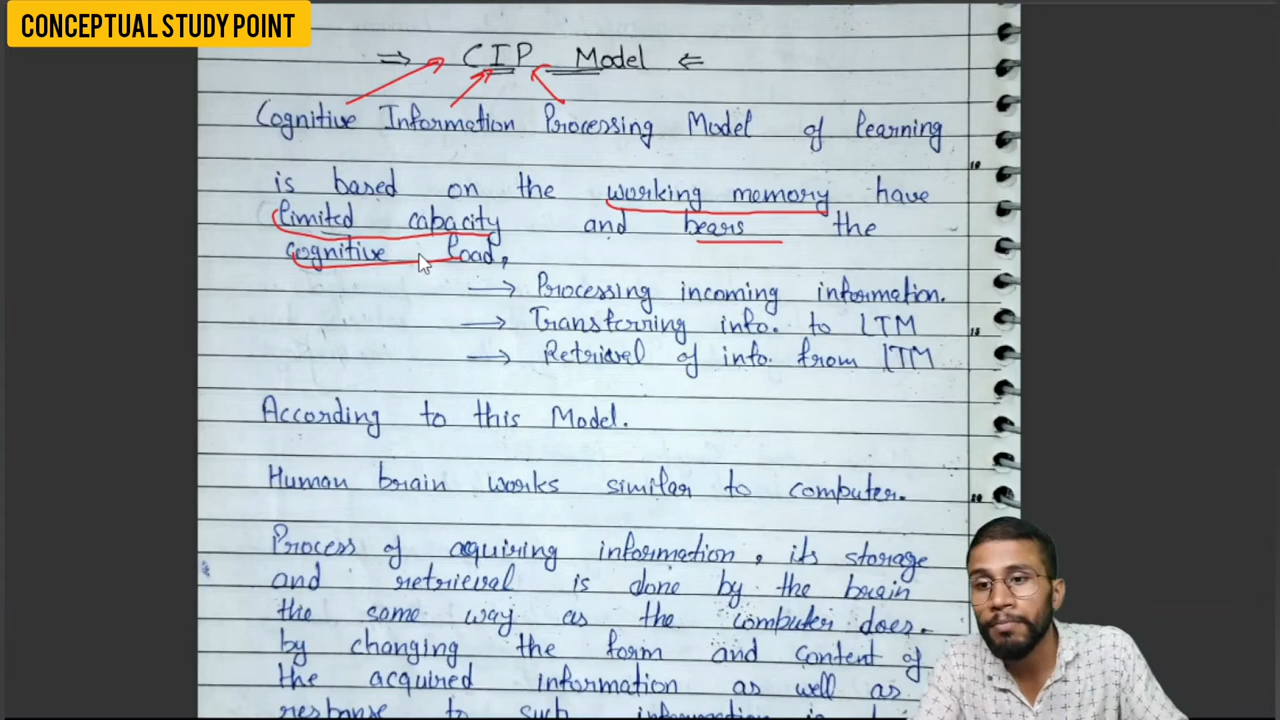 CONCEPTUAL STUDY POINT
⇒ CIP Model ⇐
Cognitive Information Processing Model of learning
is based on the working memory have
limited capacity and bears the
cognitive load,
→ Processing incoming information.
→ Transferring info. to LTM
→ Retrieval of info. from LTM
According to this Model.
Human brain works similar to computer.
Process of acquiring information, its storage
and retrieval is done by the brain
the same way as the computer does.
by changing the form and content of
the acquired information as well as
response to such information